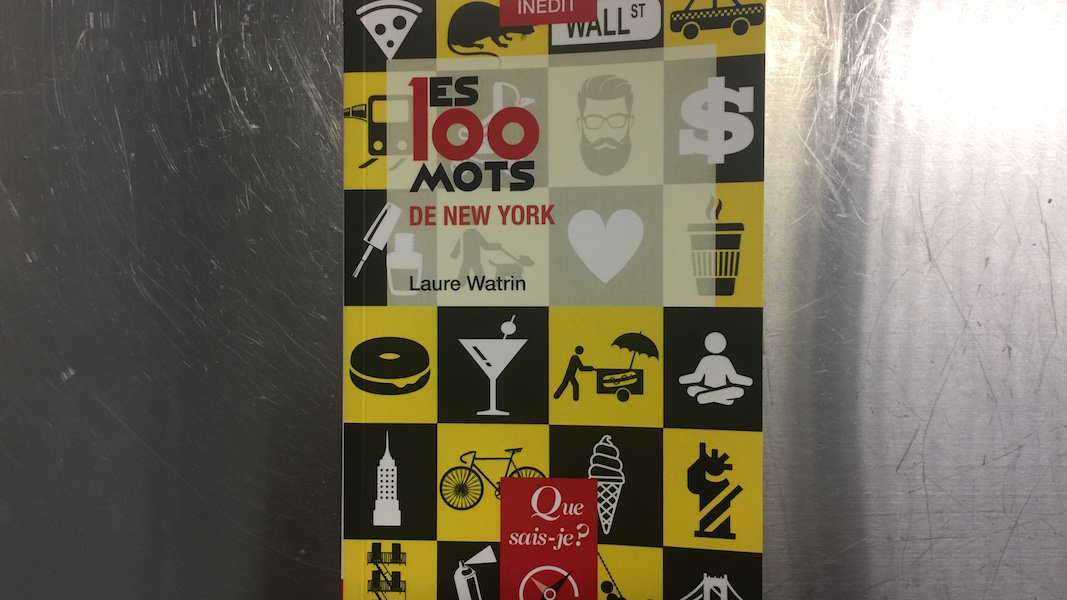 INÉDIT
WALL ST
LES
100
MOTS
DE NEW YORK
$
Laure Watrin
Que
sais-je?